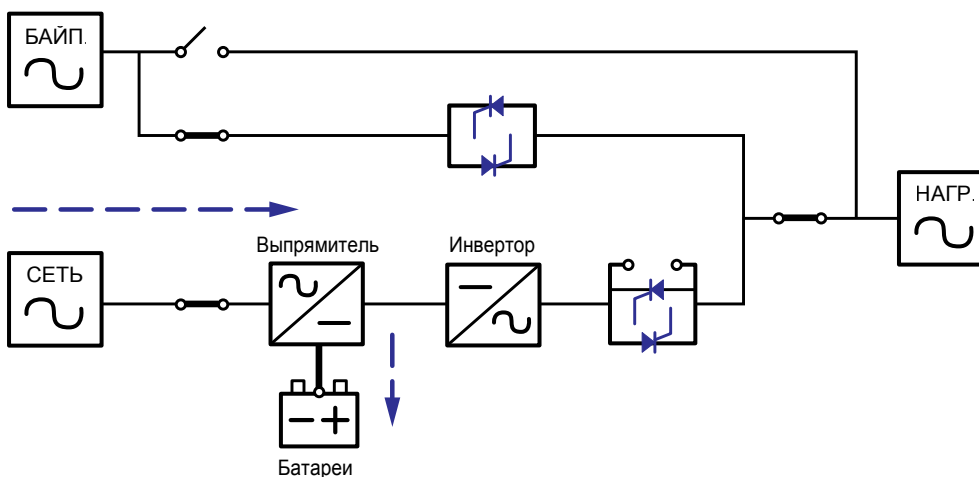 БАЙП.
НАГР.
Выпрямитель
Инвертор
СЕТЬ
Батареи